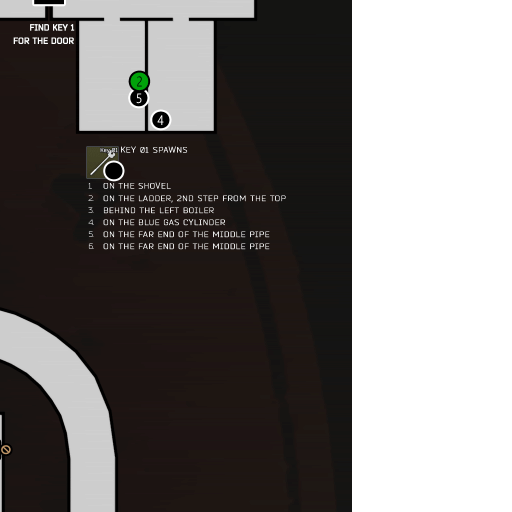 FIND KEY 1
FOR THE DOOR
2
5
4
Key 01 KEY 01 SPAWNS
1. ON THE SHOVEL
2. ON THE LADDER, 2ND STEP FROM THE TOP
3. BEHIND THE LEFT BOILER
4. ON THE BLUE GAS CYLINDER
5. ON THE FAR END OF THE MIDDLE PIPE
6. ON THE FAR END OF THE MIDDLE PIPE